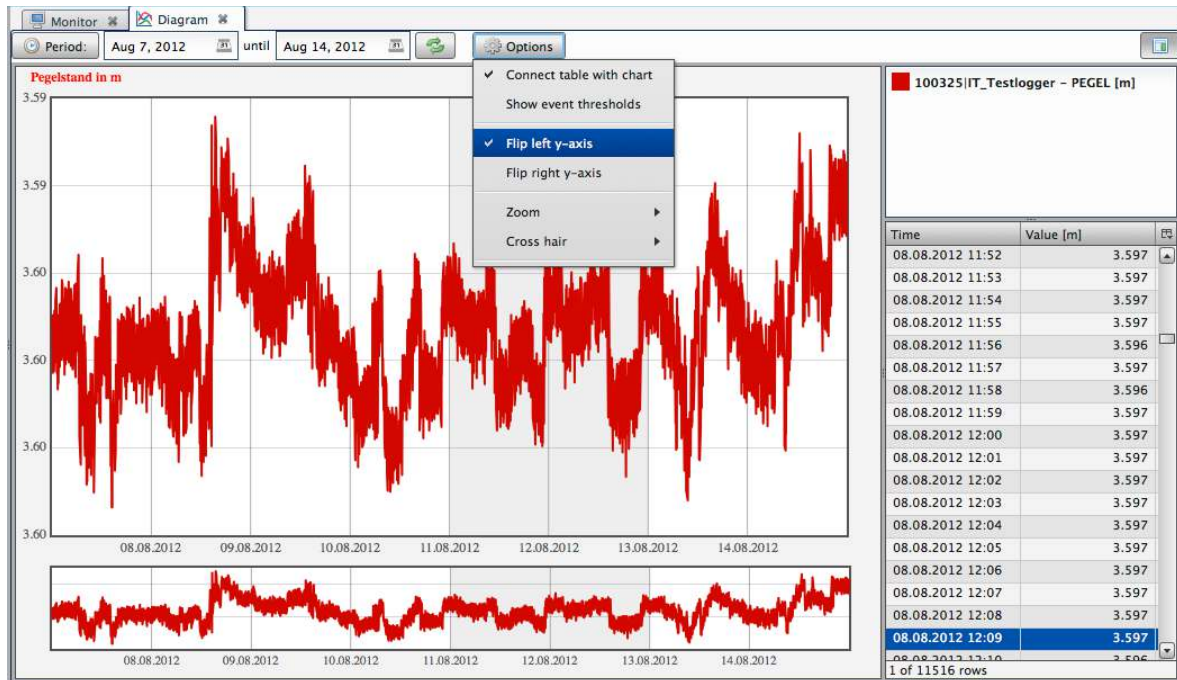 Monitor
Diagram
Period:
Aug 7, 2012
31
until
Aug 14, 2012
31
Options
Connect table with chart
Show event thresholds
Flip left y-axis
Flip right y-axis
Zoom
Cross hair
Pegelstand in m
3.59
3.59
3.60
3.60
3.60
3.60
08.08.2012 09.08.2012 10.08.2012 11.08.2012 12.08.2012 13.08.2012 14.08.2012
08.08.2012 09.08.2012 10.08.2012 11.08.2012 12.08.2012 13.08.2012 14.08.2012
100325|IT_Testlogger - PEGEL [m]
Time Value [m]
08.08.2012 11:52 3.597
08.08.2012 11:53 3.597
08.08.2012 11:54 3.597
08.08.2012 11:55 3.597
08.08.2012 11:56 3.596
08.08.2012 11:57 3.597
08.08.2012 11:58 3.596
08.08.2012 11:59 3.597
08.08.2012 12:00 3.597
08.08.2012 12:01 3.597
08.08.2012 12:02 3.597
08.08.2012 12:03 3.597
08.08.2012 12:04 3.597
08.08.2012 12:05 3.597
08.08.2012 12:06 3.597
08.08.2012 12:07 3.597
08.08.2012 12:08 3.597
08.08.2012 12:09 3.597
08.08.2012 12:10 3.596
1 of 11516 rows